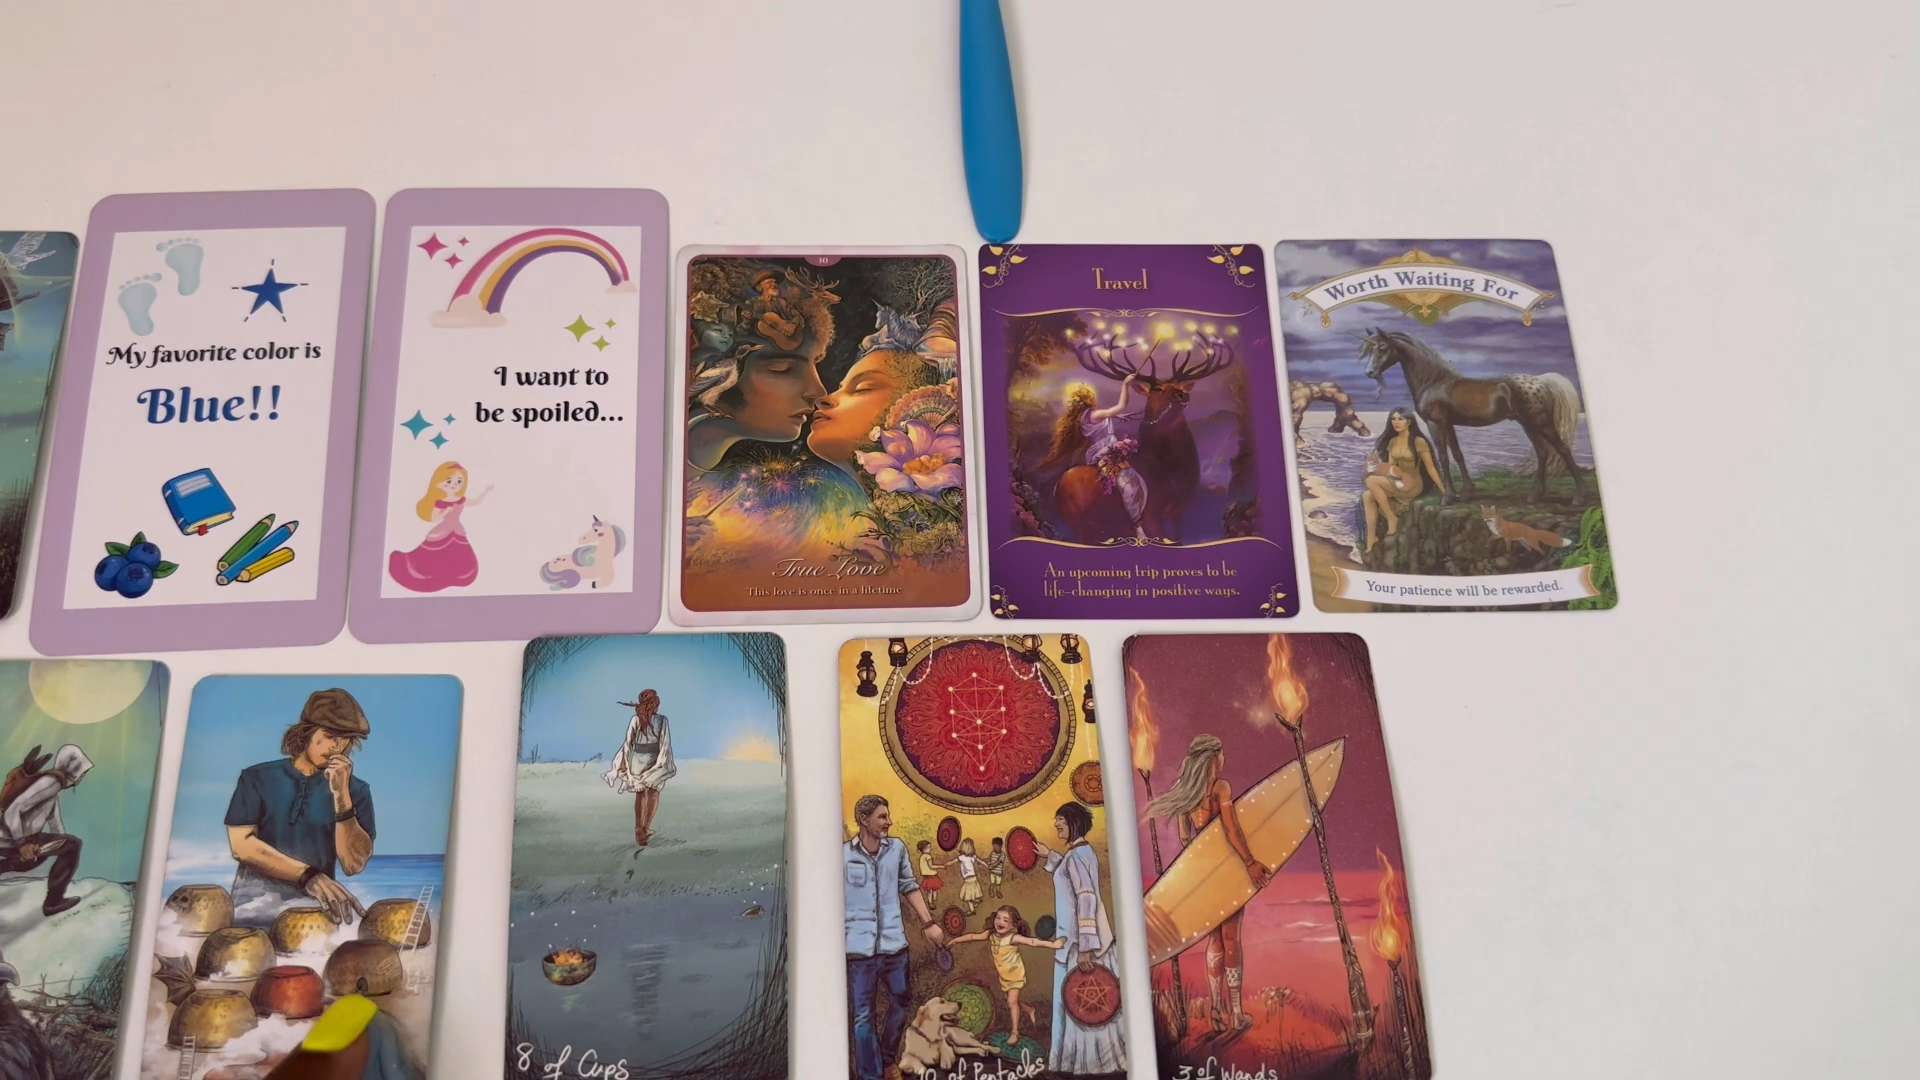 My favorite color is
Blue!!
I want to
be spoiled...
10
True Love
This love is once in a lifetime.
Travel
An upcoming trip proves to be
life-changing in positive ways.
Worth Waiting For
Your patience will be rewarded.
8 of Cups
10 of Pentacles
3 of Wands